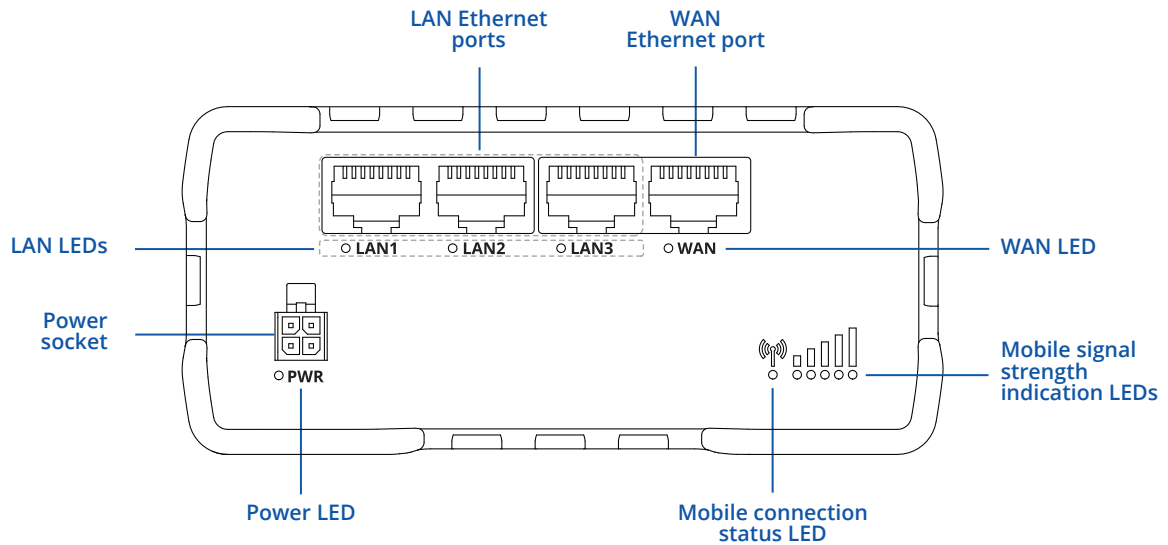 LAN Ethernet
ports
WAN
Ethernet port
LAN LEDs
LAN1
LAN2
LAN3
WAN
WAN LED
Power
socket
PWR
Mobile signal
strength
indication LEDs
Power LED
Mobile connection
status LED